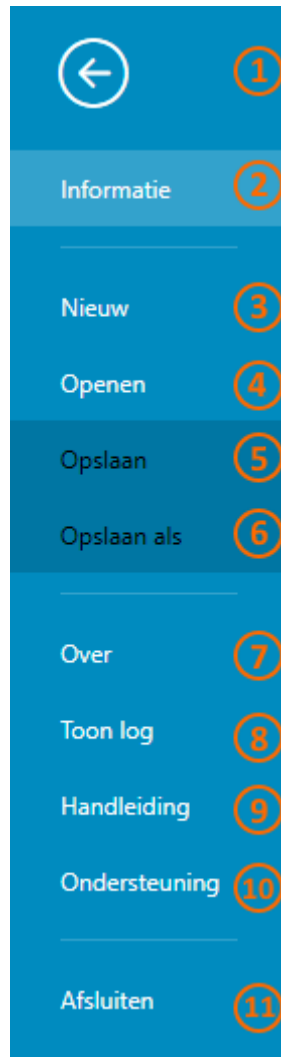 1
Informatie 2
Nieuw 3
Openen 4
Opslaan 5
Opslaan als 6
Over 7
Toon log 8
Handleiding 9
Ondersteuning 10
Afsluiten 11